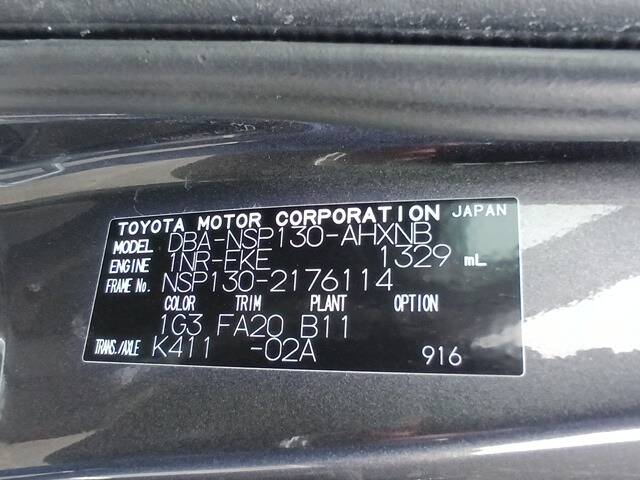 TOYOTA MOTOR CORPORATION JAPAN
MODEL DBA-NSP130-AHXNB
ENGINE 1NR-FKE 1329 mL
FRAME No. NSP130-2176114
COLOR TRIM PLANT OPTION
1G3 FA20 B11
TRANS./AXLE K411 -02A 916